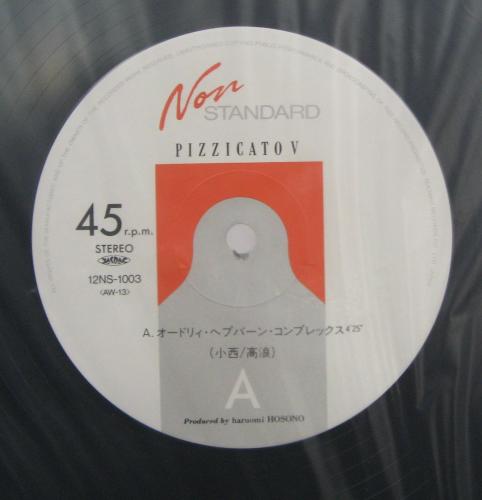 Non
STANDARD
PIZZICATO V
45 r.p.m.
STEREO
12NS-1003
〈AW-13〉
A. オードリィ・ヘプバーン・コンプレックス 4'25"
(小西/高浪)
A
Produced by haruomi HOSONO